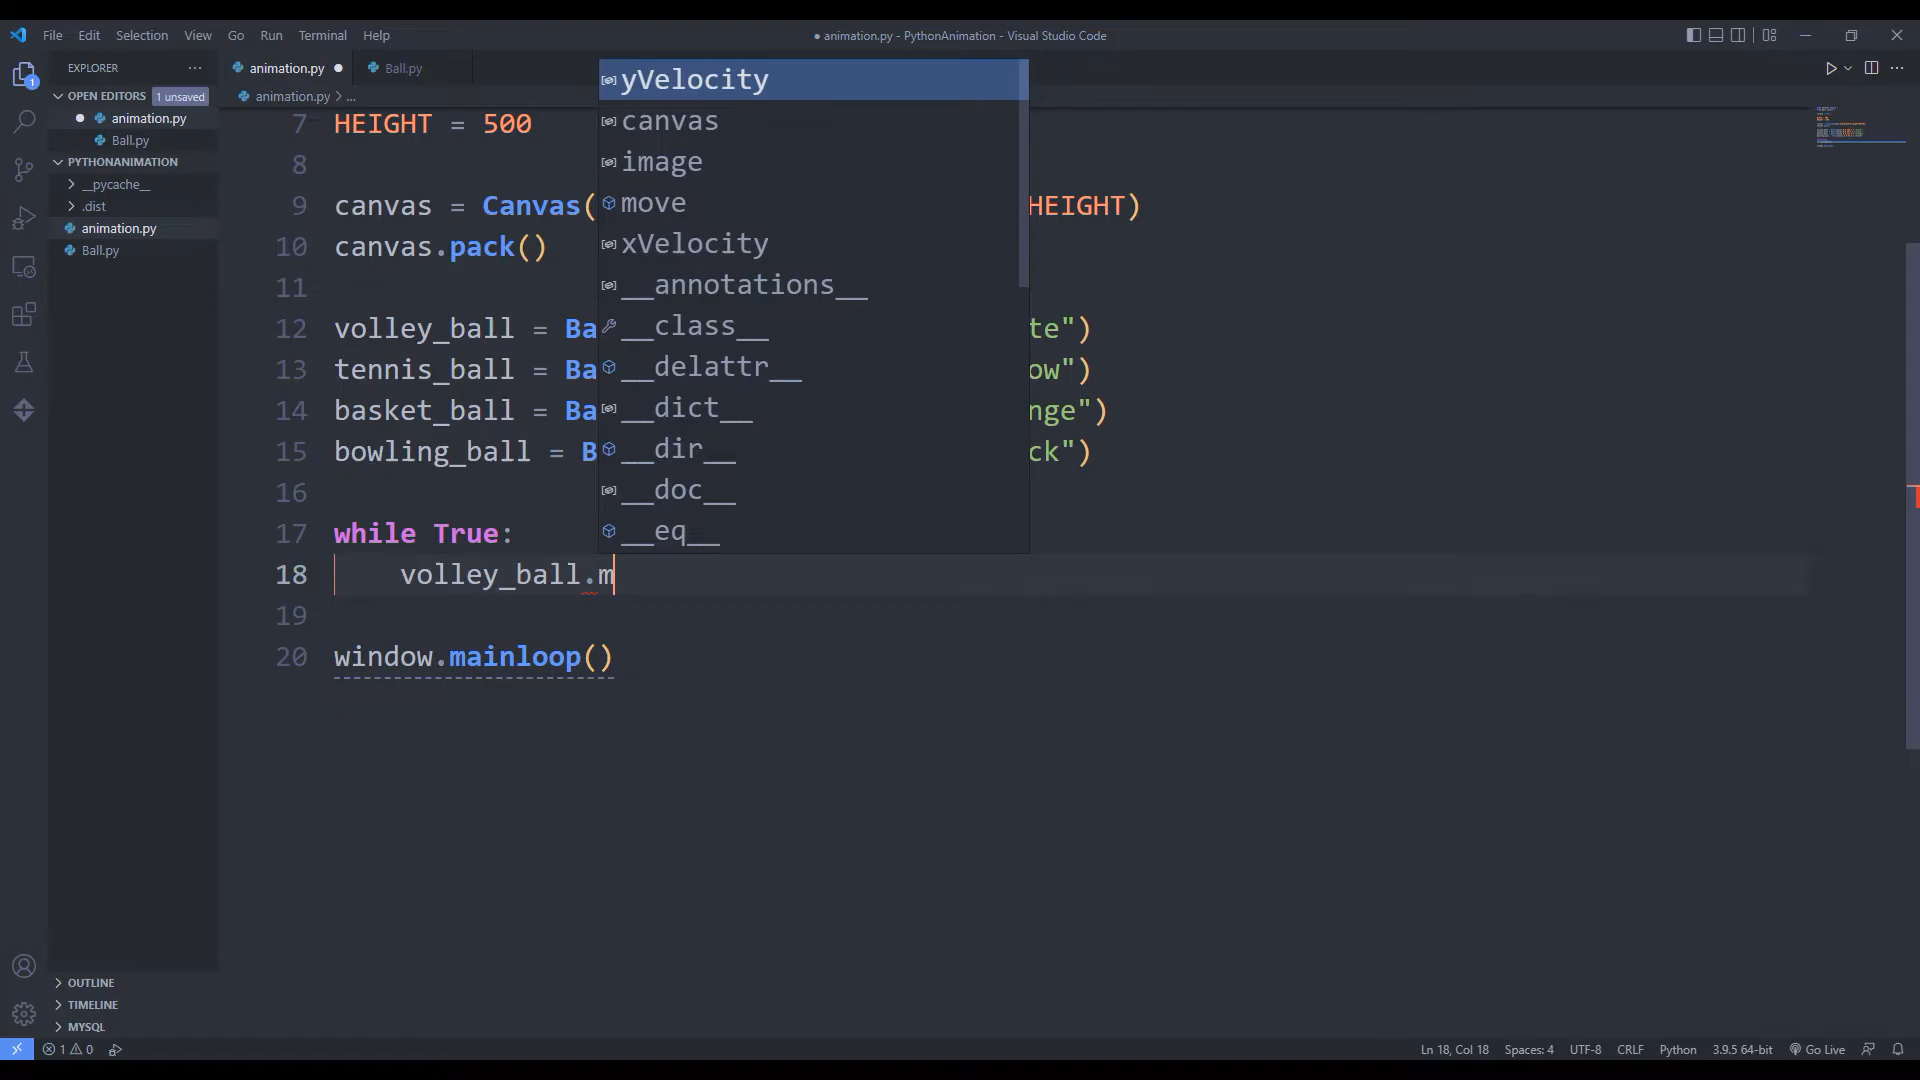 File Edit Selection View Go Run Terminal Help
● animation.py - PythonAnimation - Visual Studio Code
EXPLORER ...
OPEN EDITORS 1 unsaved
animation.py
Ball.py
PYTHONANIMATION
__pycache__
.dist
animation.py
Ball.py
OUTLINE
TIMELINE
MYSQL
animation.py Ball.py
animation.py > ...
7 HEIGHT = 500
8
9 canvas = Canvas( HEIGHT)
10 canvas.pack()
11
12 volley_ball = Ba te")
13 tennis_ball = Ba ow")
14 basket_ball = Ba nge")
15 bowling_ball = B ck")
16
17 while True:
18 volley_ball.m
19
20 window.mainloop()
yVelocity
canvas
image
move
xVelocity
__annotations__
__class__
__delattr__
__dict__
__dir__
__doc__
__eq__
1 0
Ln 18, Col 18 Spaces: 4 UTF-8 CRLF Python 3.9.5 64-bit Go Live